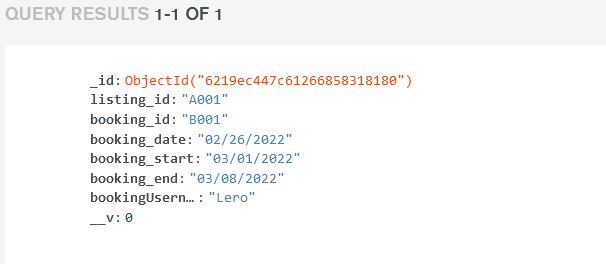 QUERY RESULTS 1-1 OF 1
_id: ObjectId("6219ec447c61266858318180")
listing_id: "A001"
booking_id: "B001"
booking_date: "02/26/2022"
booking_start: "03/01/2022"
booking_end: "03/08/2022"
bookingUsern… : "Lero"
__v: 0